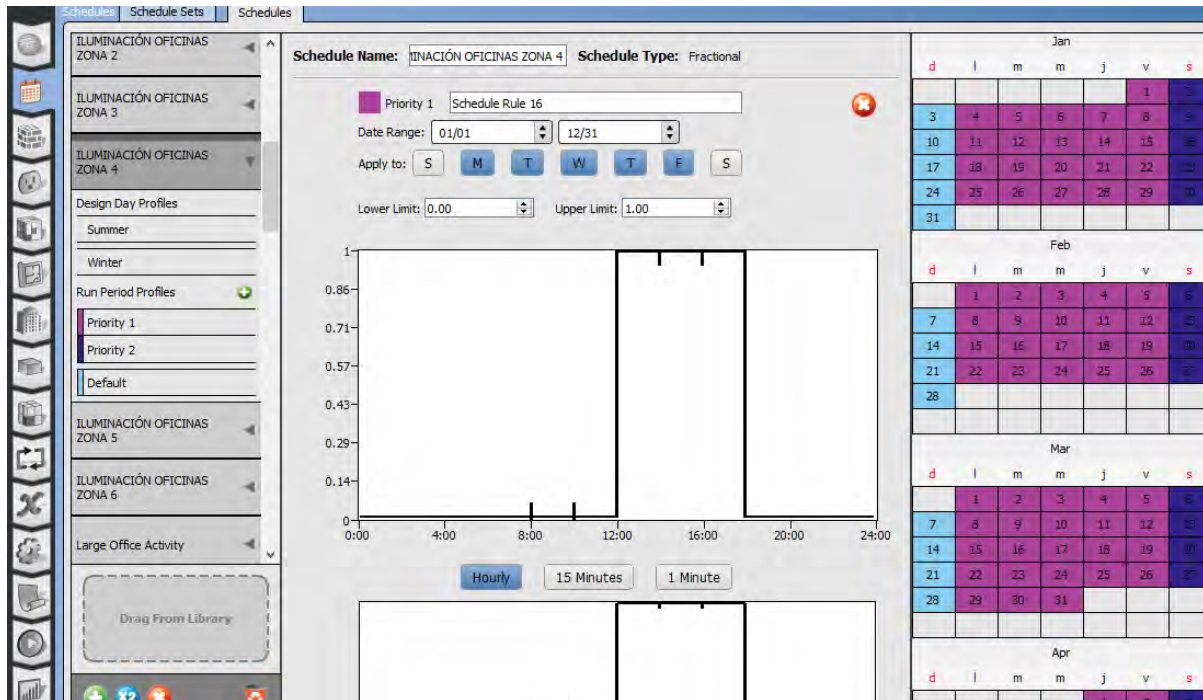 Schedules Schedule Sets Schedules
ILUMINACIÓN OFICINAS
ZONA 2
ILUMINACIÓN OFICINAS
ZONA 3
ILUMINACIÓN OFICINAS
ZONA 4
Design Day Profiles
Summer
Winter
Run Period Profiles
Priority 1
Priority 2
Default
ILUMINACIÓN OFICINAS
ZONA 5
ILUMINACIÓN OFICINAS
ZONA 6
Large Office Activity
Drag From Library
X2
Schedule Name: INACIÓN OFICINAS ZONA 4 Schedule Type: Fractional
Priority 1 Schedule Rule 16
Date Range: 01/01 12/31
Apply to: S M T W T F S
Lower Limit: 0.00 Upper Limit: 1.00
1
0.86
0.71
0.57
0.43
0.29
0.14
0
0:00 4:00 8:00 12:00 16:00 20:00 24:00
Hourly 15 Minutes 1 Minute
Jan
d l m m j v s
1
3 4 5 6 7 8
10 11 12 13 14 15
17 18 19 20 21 22
24 25 26 27 28 29
31
Feb
d l m m j v s
1 2 3 4 5
7 8 9 10 11 12
14 15 16 17 18 19
21 22 23 24 25 26
28
Mar
d l m m j v s
1 2 3 4 5
7 8 9 10 11 12
14 15 16 17 18 19
21 22 23 24 25 26
28 29 30 31
Apr
d l m m j v s